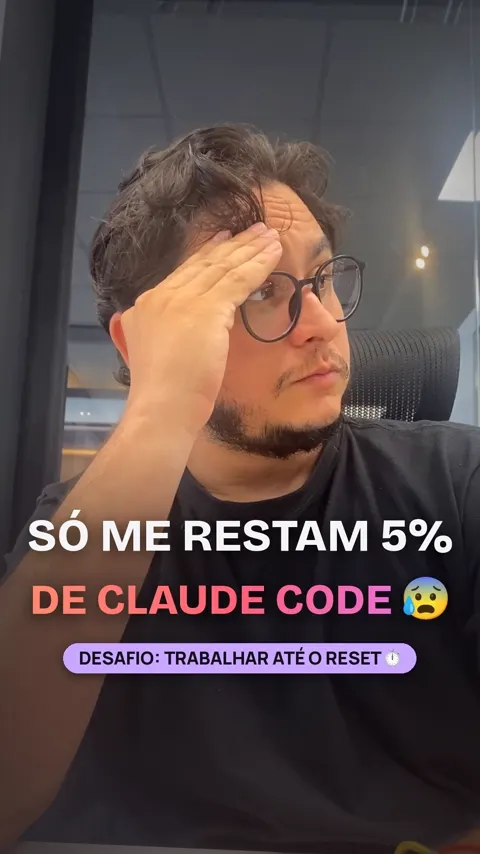 SÓ ME RESTAM 5%
DE CLAUDE CODE 😰
DESAFIO: TRABALHAR ATÉ O RESET ⏱️